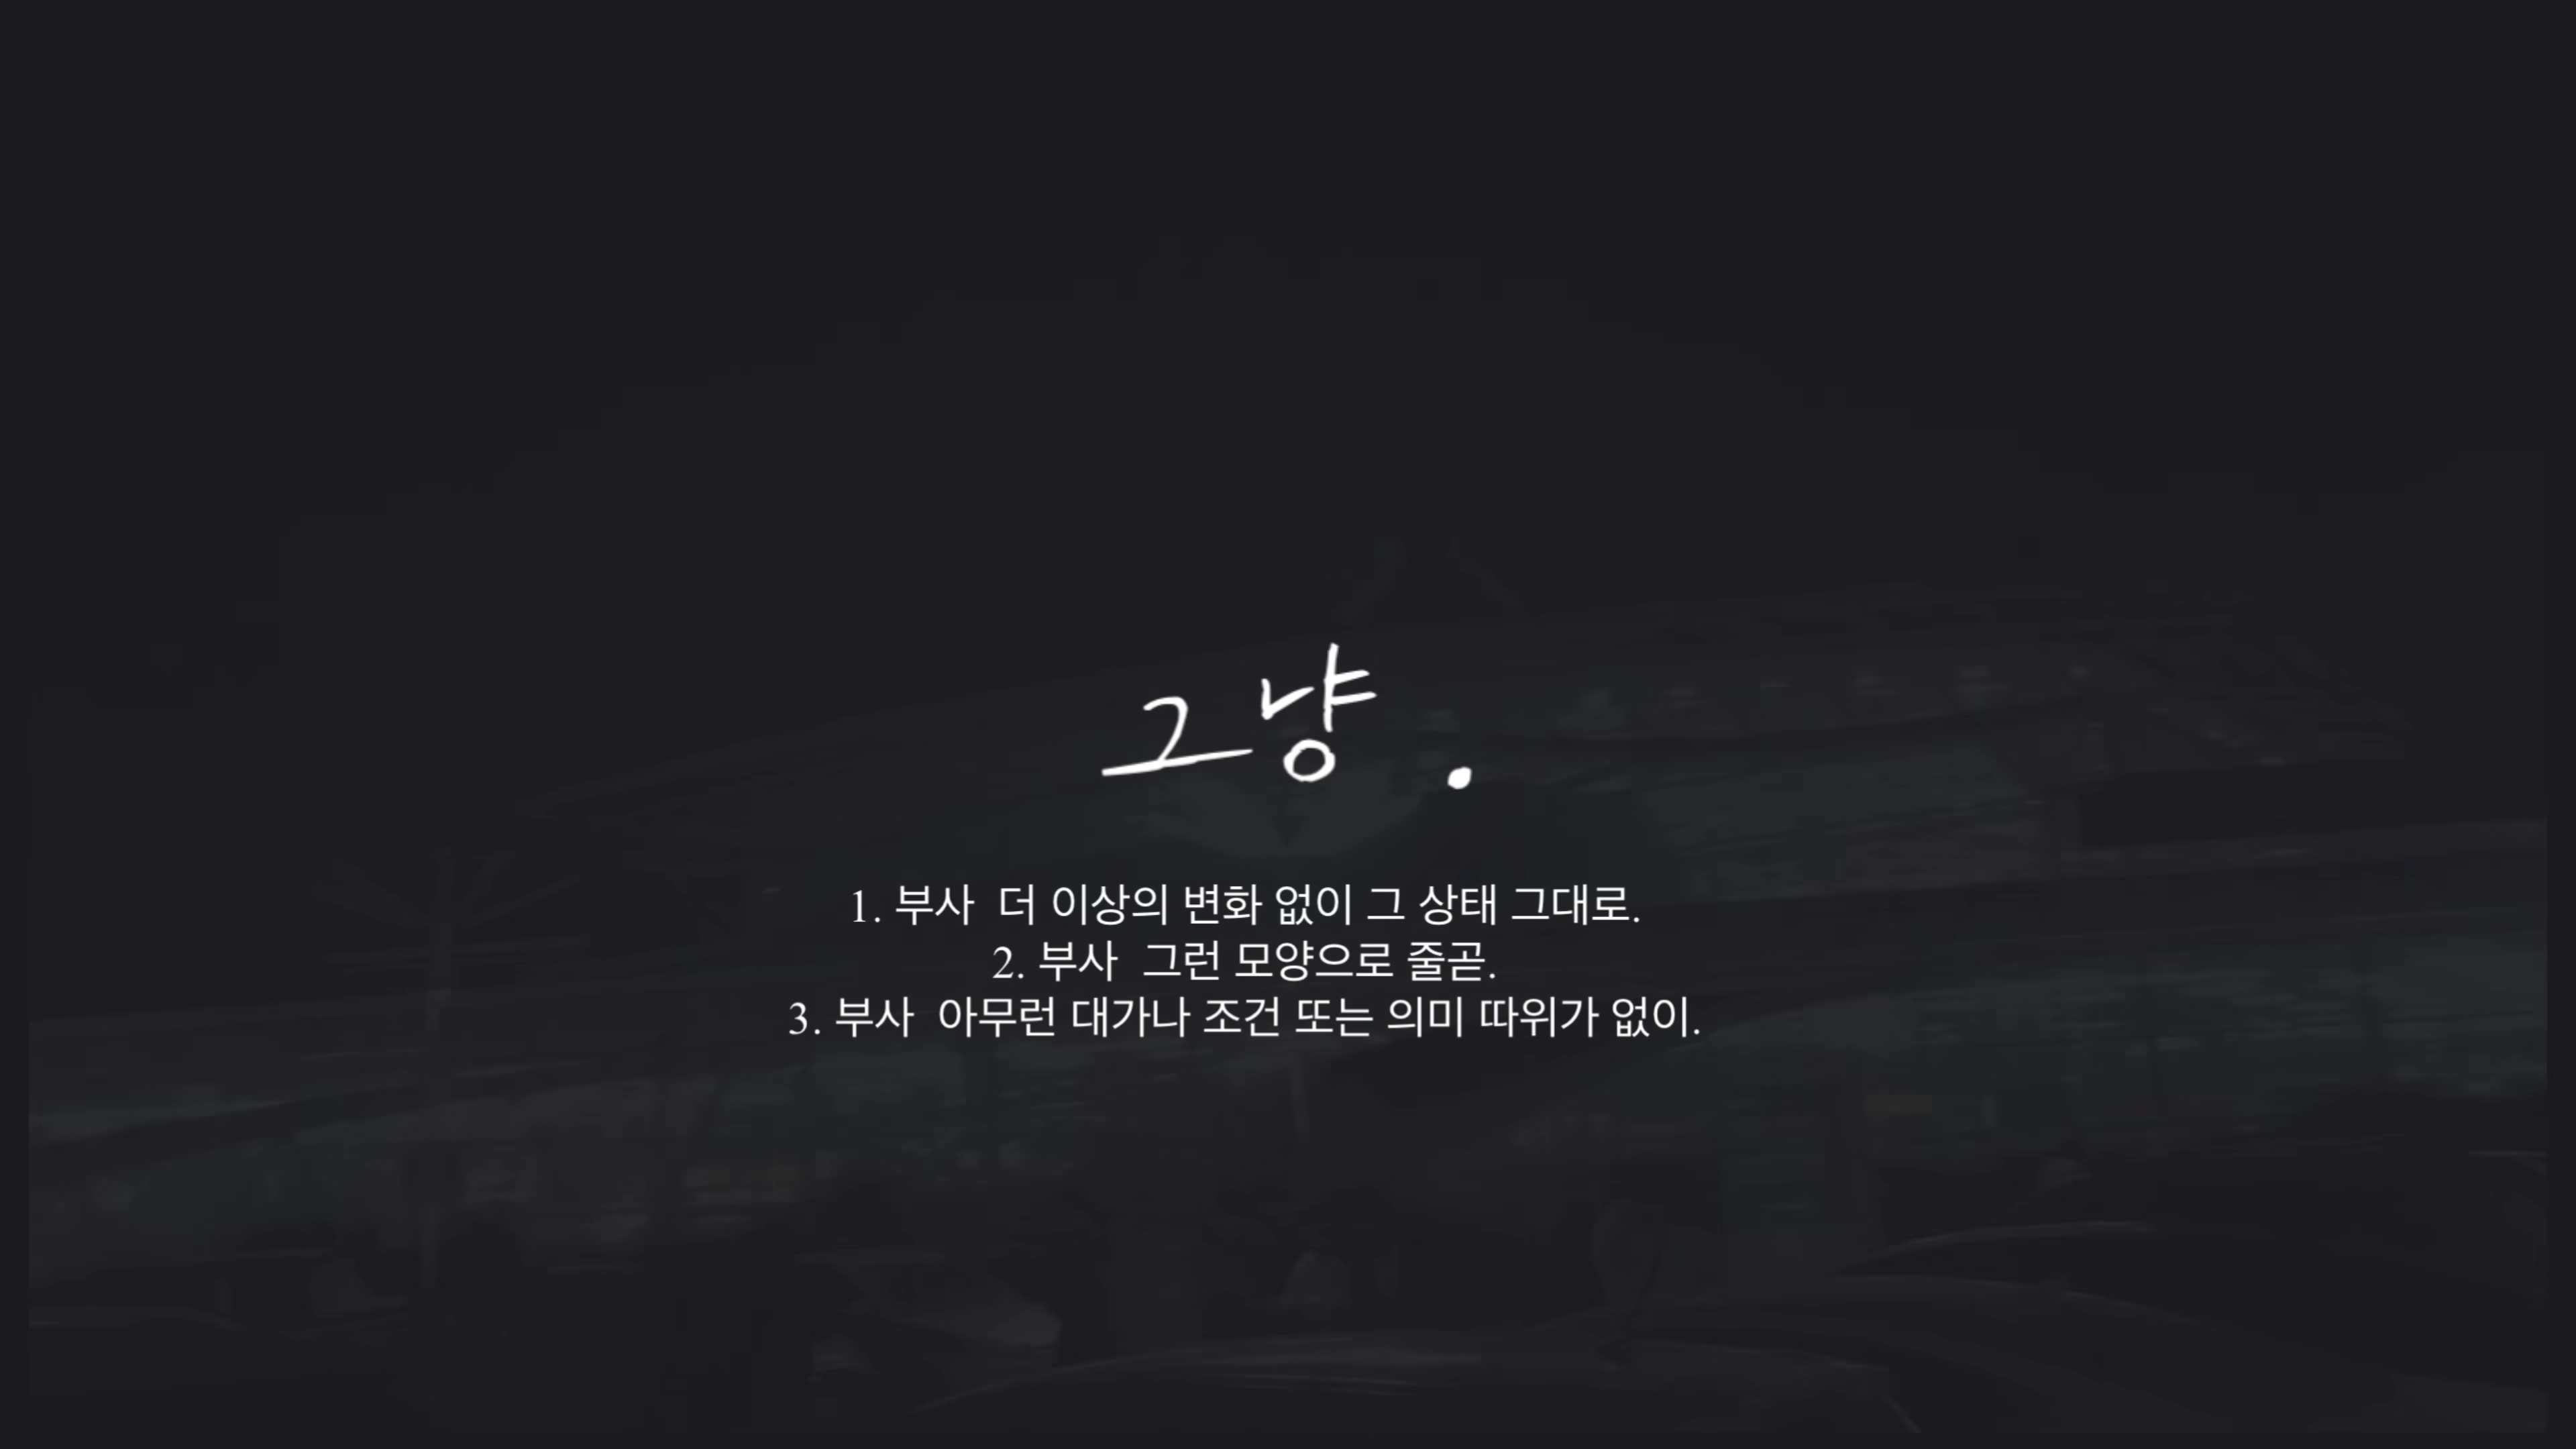 그냥.
1. 부사 더 이상의 변화 없이 그 상태 그대로.
2. 부사 그런 모양으로 줄곧.
3. 부사 아무런 대가나 조건 또는 의미 따위가 없이.